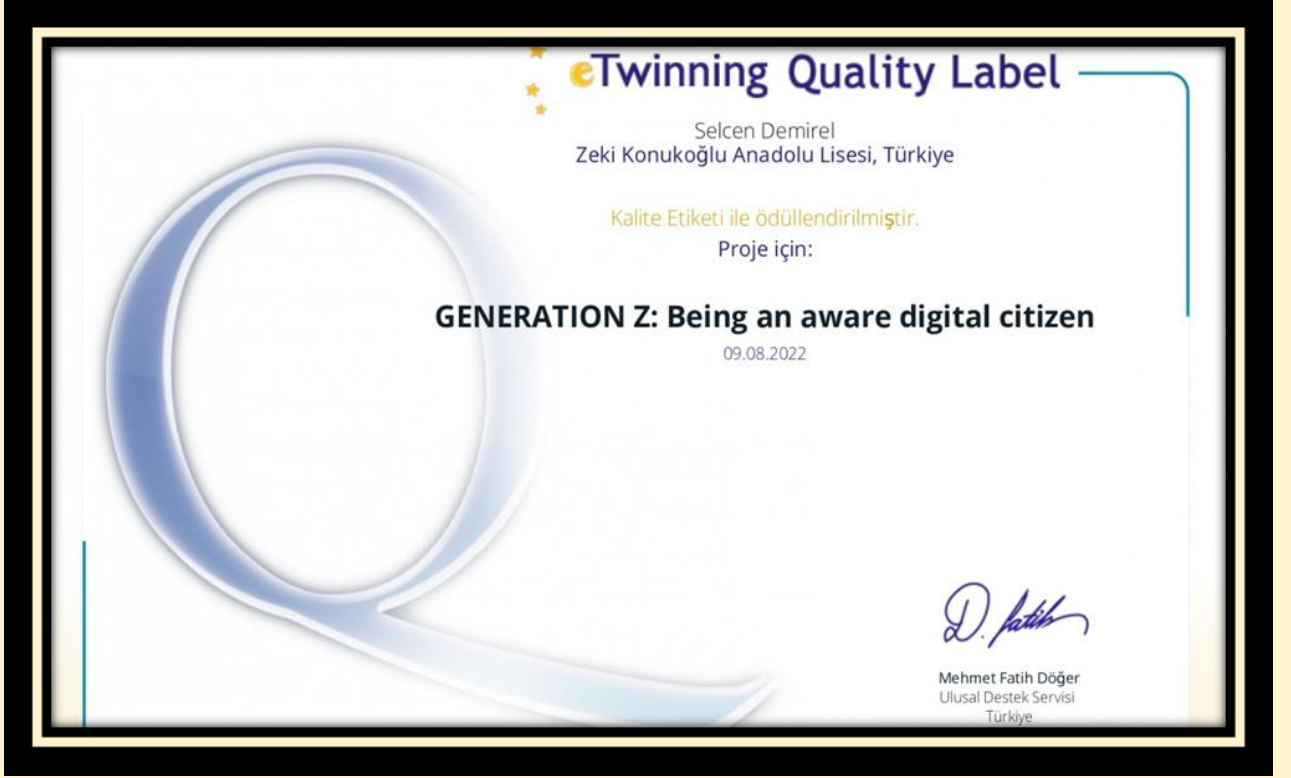 eTwinning Quality Label
Selcen Demirel
Zeki Konukoğlu Anadolu Lisesi, Türkiye
Kalite Etiketi ile ödüllendirilmiştir.
Proje için:
GENERATION Z: Being an aware digital citizen
09.08.2022
D. fatih
Mehmet Fatih Döğer
Ulusal Destek Servisi
Türkiye